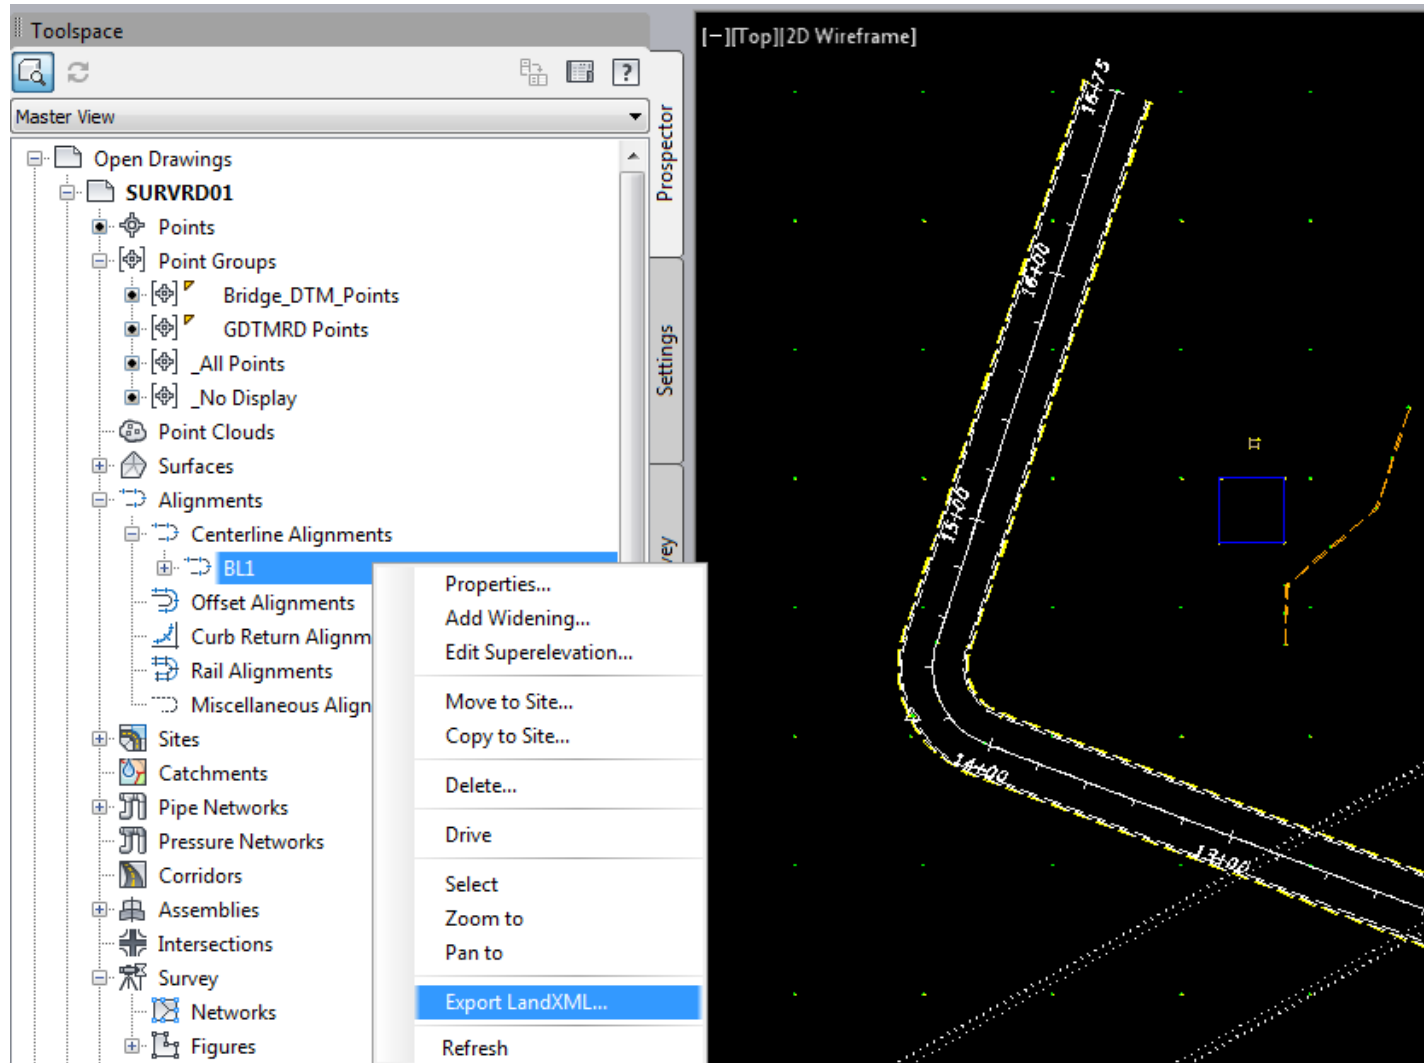 Toolspace
Master View
Open Drawings
SURVRD01
Points
Point Groups
Bridge_DTM_Points
GDTMRD Points
_All Points
_No Display
Point Clouds
Surfaces
Alignments
Centerline Alignments
BL1
Offset Alignments
Curb Return Alignm
Rail Alignments
Miscellaneous Align
Sites
Catchments
Pipe Networks
Pressure Networks
Corridors
Assemblies
Intersections
Survey
Networks
Figures
Prospector
Settings
vey
Properties...
Add Widening...
Edit Superelevation...
Move to Site...
Copy to Site...
Delete...
Drive
Select
Zoom to
Pan to
Export LandXML...
Refresh
[−][Top][2D Wireframe]
16+75
16+00
15+00
14+00
13+00